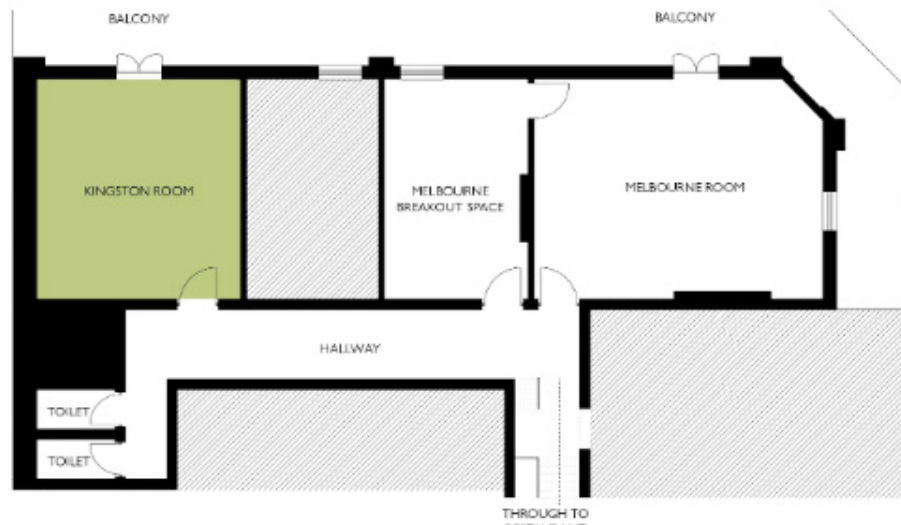 BALCONY
BALCONY
KINGSTON ROOM
MELBOURNE
BREAKOUT SPACE
MELBOURNE ROOM
HALLWAY
TOILET
TOILET
THROUGH TO